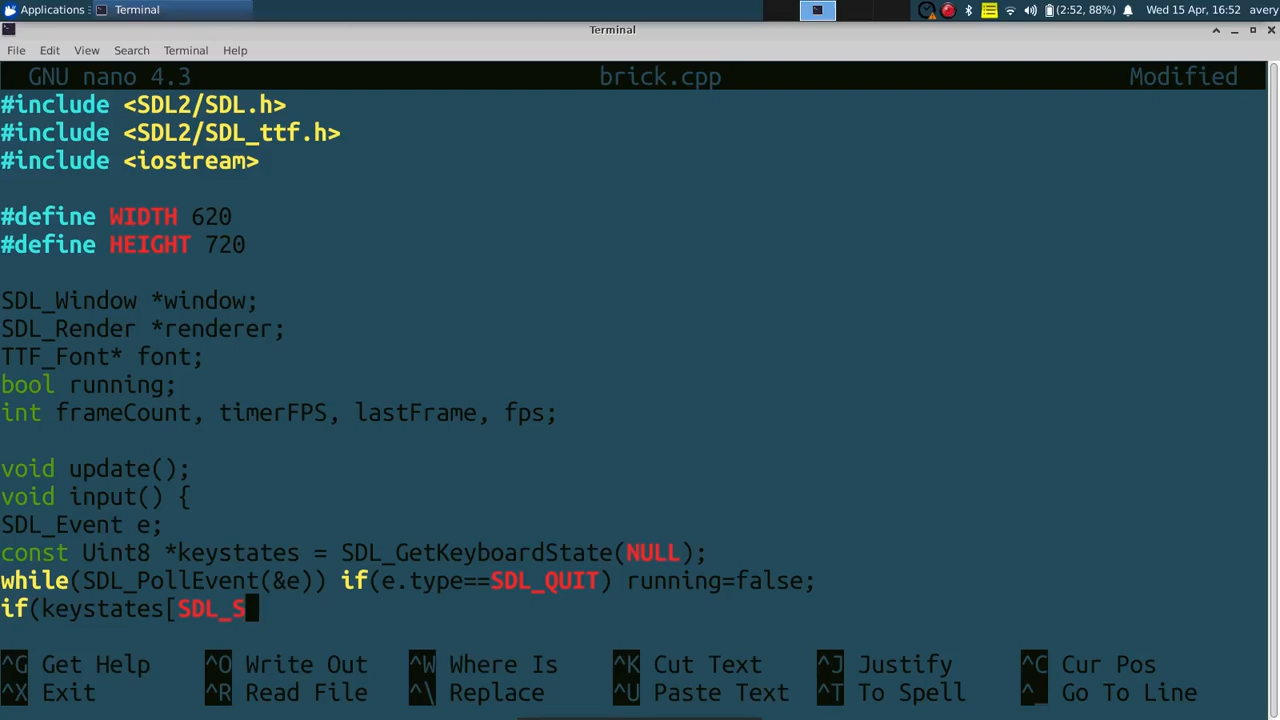 Applications Terminal (2:52, 88%) Wed 15 Apr, 16:52 avery
Terminal
File Edit View Search Terminal Help
GNU nano 4.3 brick.cpp Modified
#include <SDL2/SDL.h>
#include <SDL2/SDL_ttf.h>
#include <iostream>
#define WIDTH 620
#define HEIGHT 720
SDL_Window *window;
SDL_Render *renderer;
TTF_Font* font;
bool running;
int frameCount, timerFPS, lastFrame, fps;
void update();
void input() {
SDL_Event e;
const Uint8 *keystates = SDL_GetKeyboardState(NULL);
while(SDL_PollEvent(&e)) if(e.type==SDL_QUIT) running=false;
if(keystates[SDL_S
^G Get Help ^O Write Out ^W Where Is ^K Cut Text ^J Justify ^C Cur Pos
^X Exit ^R Read File ^\ Replace ^U Paste Text ^T To Spell ^_ Go To Line